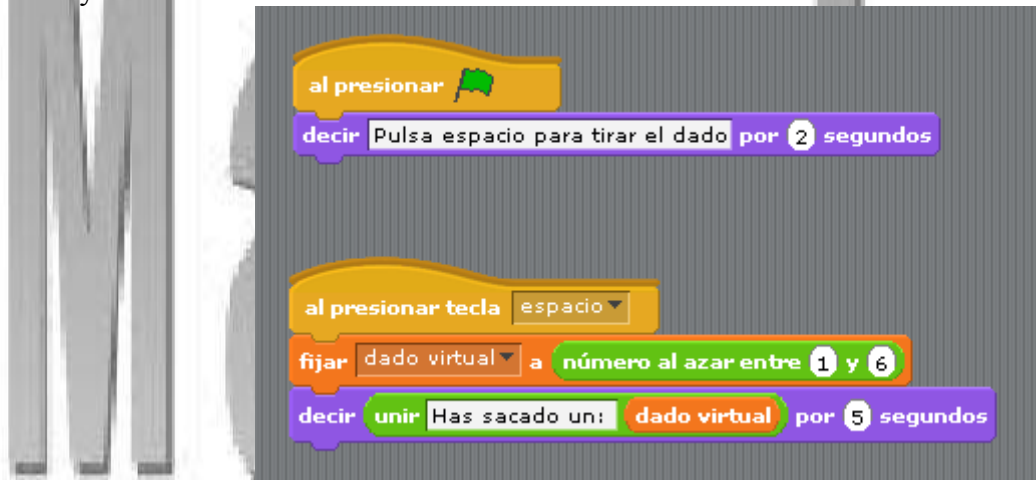 al presionar
decir Pulsa espacio para tirar el dado por 2 segundos
al presionar tecla espacio
fijar dado virtual a número al azar entre 1 y 6
decir unir Has sacado un: dado virtual por 5 segundos